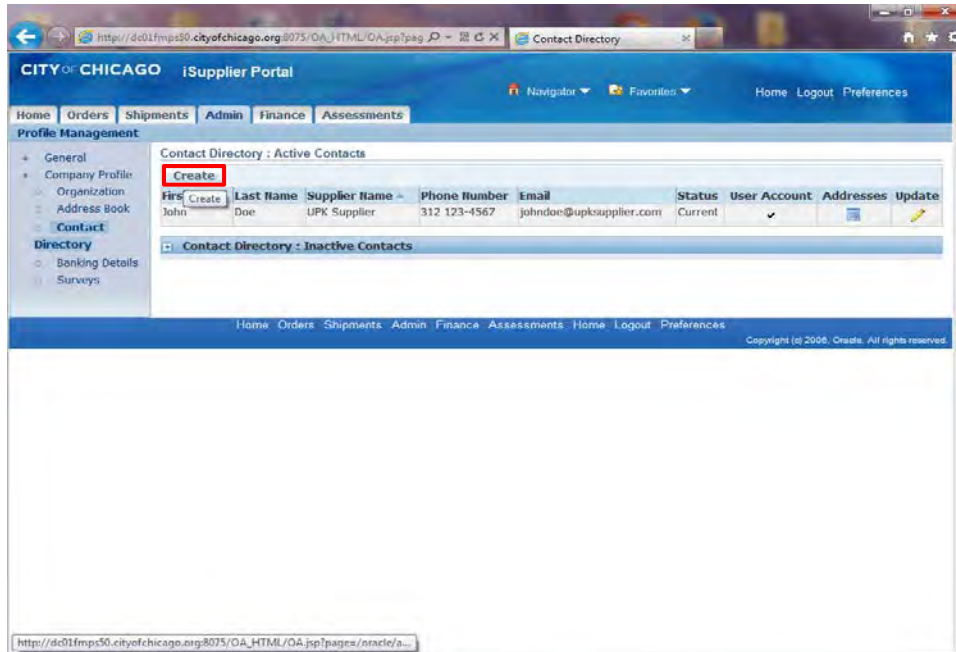 http://dc01fmps50.cityofchicago.org:8075/OA_HTML/OA.jsp?pag
Contact Directory
CITY OF CHICAGO iSupplier Portal
Navigator Favorites Home Logout Preferences
Home Orders Shipments Admin Finance Assessments
Profile Management
General
Company Profile
Organization
Address Book
Contact
Directory
Banking Details
Surveys
Contact Directory : Active Contacts
Create
First Create Last Name Supplier Name Phone Number Email Status User Account Addresses Update
John Doe UPK Supplier 312 123-4567 johndoe@upksupplier.com Current
Contact Directory : Inactive Contacts
Home Orders Shipments Admin Finance Assessments Home Logout Preferences
Copyright (c) 2006, Oracle. All rights reserved.
http://dc01fmps50.cityofchicago.org:8075/OA_HTML/OA.jsp?page=/oracle/a...